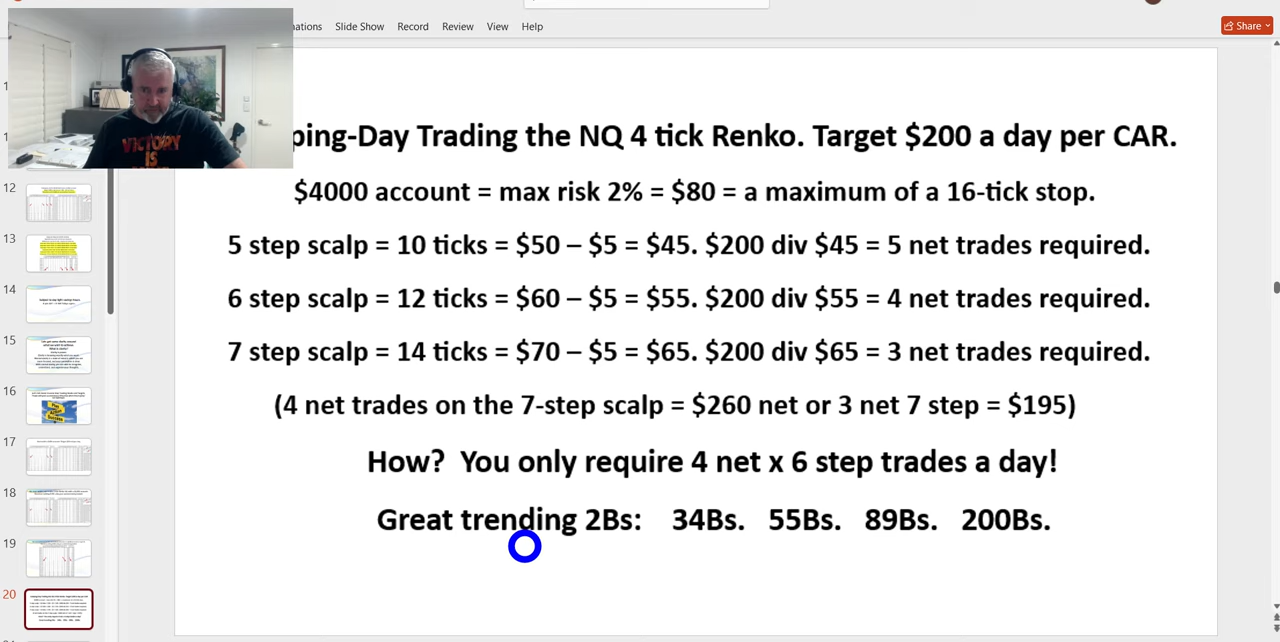 ations Slide Show Record Review View Help
Share
ping-Day Trading the NQ 4 tick Renko. Target $200 a day per CAR.
$4000 account = max risk 2% = $80 = a maximum of a 16-tick stop.
5 step scalp = 10 ticks = $50 – $5 = $45. $200 div $45 = 5 net trades required.
6 step scalp = 12 ticks = $60 – $5 = $55. $200 div $55 = 4 net trades required.
7 step scalp = 14 ticks = $70 – $5 = $65. $200 div $65 = 3 net trades required.
(4 net trades on the 7-step scalp = $260 net or 3 net 7 step = $195)
How? You only require 4 net x 6 step trades a day!
Great trending 2Bs: 34Bs. 55Bs. 89Bs. 200Bs.
VICTORY
IS
12
13
14
15
16
17
18
19
20